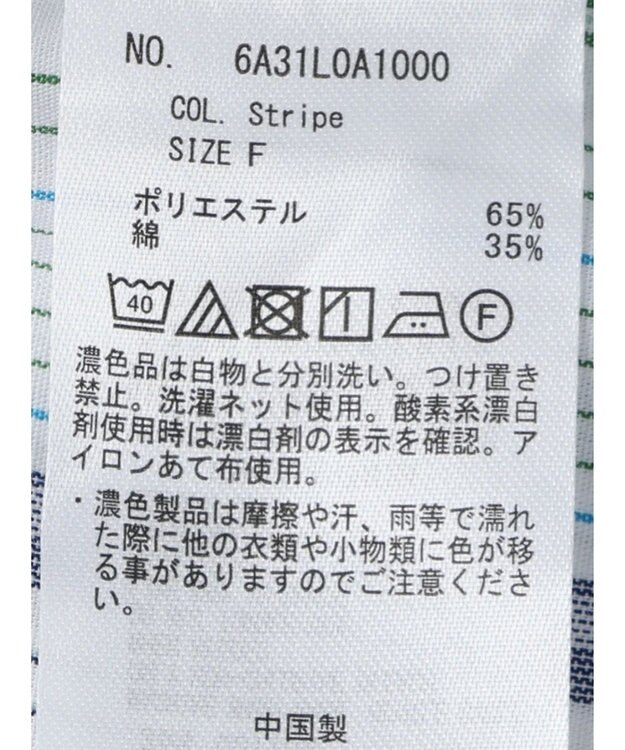 NO. 6A31L0A1000
COL. Stripe
SIZE F
ポリエステル 65%
綿 35%
40 F
濃色品は白物と分別洗い。つけ置き
禁止。洗濯ネット使用。酸素系漂白
剤使用時は漂白剤の表示を確認。ア
イロンあて布使用。
・濃色製品は摩擦や汗、雨等で濡れ
た際に他の衣類や小物類に色が移
る事がありますのでご注意くださ
い。
中国製